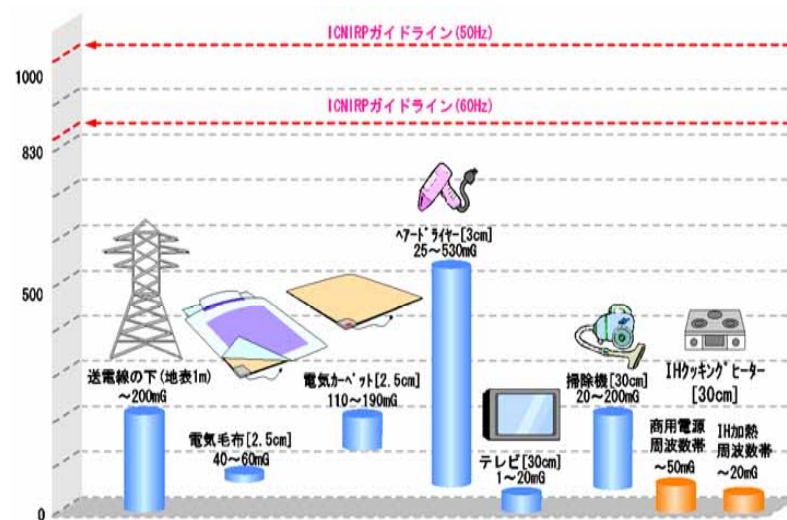 ICNIRPガイドライン(50Hz)
1000
ICNIRPガイドライン(60Hz)
830
ヘアードライヤー[3cm]
25~530mG
500
送電線の下(地表1m)
~200mG
電気毛布[2.5cm]
40~60mG
電気カーペット[2.5cm]
110~190mG
テレビ[30cm]
1~20mG
掃除機[30cm]
20~200mG
IHクッキングヒーター
[30cm]
商用電源
周波数帯
~50mG
IH加熱
周波数帯
~20mG
0